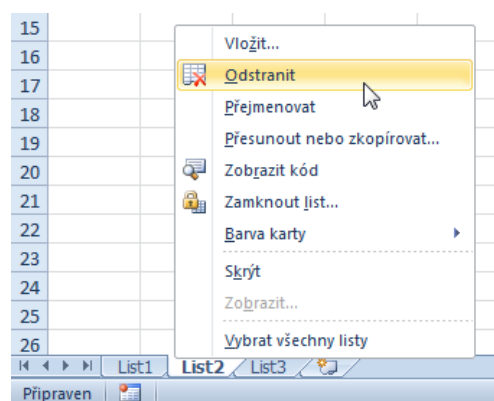 15
Vložit...
16
Odstranit
17
Přejmenovat
18
Přesunout nebo zkopírovat...
19
20
Zobrazit kód
21
Zamknout list...
22
Barva karty
23
Skrýt
24
Zobrazit...
25
Vybrat všechny listy
26
List1 List2 List3
Připraven